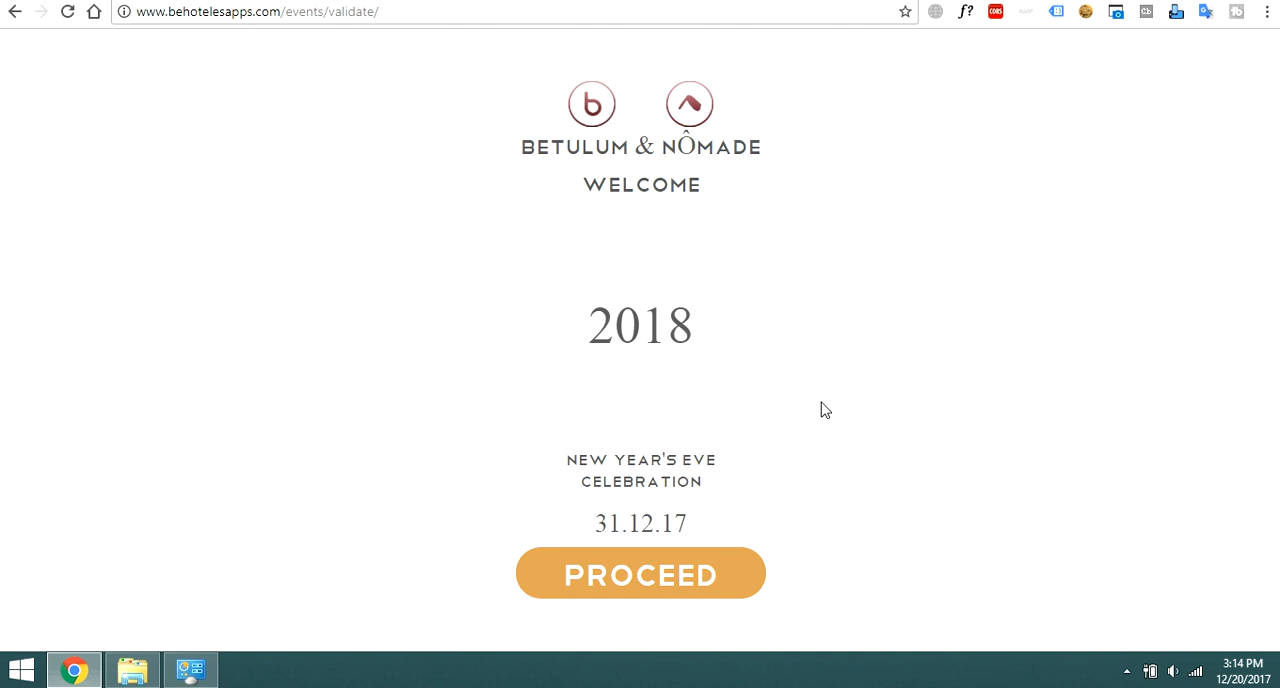 www.behotelesapps.com/events/validate/
f?
CORS
b
BETULUM & NÔMADE
WELCOME
2018
NEW YEAR'S EVE
CELEBRATION
31.12.17
PROCEED
3:14 PM
12/20/2017